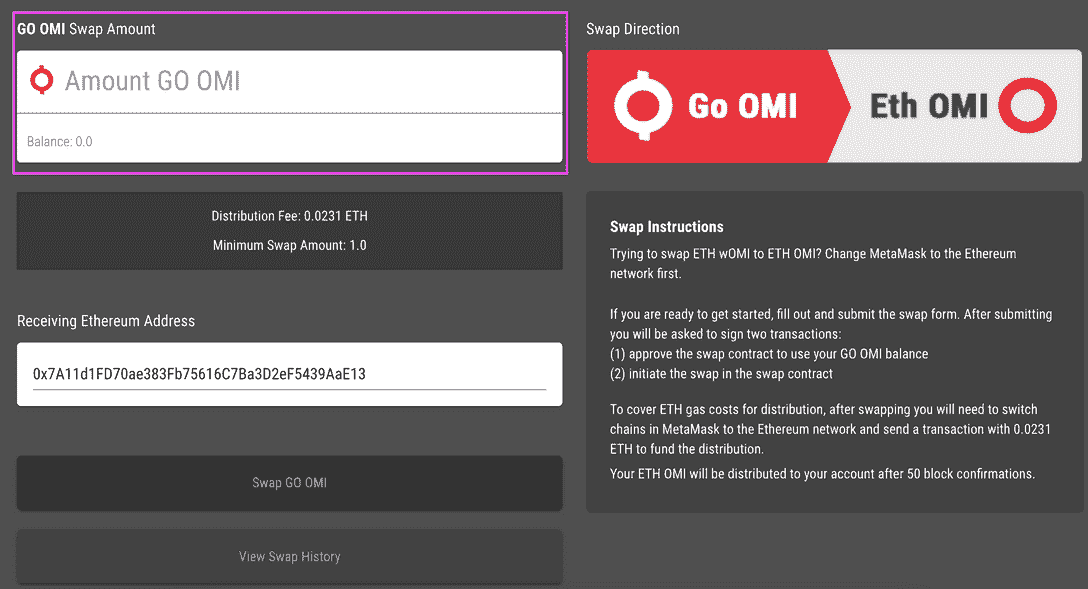 GO OMI Swap Amount
Amount GO OMI
Balance: 0.0
Distribution Fee: 0.0231 ETH
Minimum Swap Amount: 1.0
Receiving Ethereum Address
0x7A11d1FD70ae383Fb75616C7Ba3D2eF5439AaE13
Swap GO OMI
View Swap History
Swap Direction
Go OMI
Eth OMI
Swap Instructions
Trying to swap ETH wOMI to ETH OMI? Change MetaMask to the Ethereum
network first.
If you are ready to get started, fill out and submit the swap form. After submitting
you will be asked to sign two transactions:
(1) approve the swap contract to use your GO OMI balance
(2) initiate the swap in the swap contract
To cover ETH gas costs for distribution, after swapping you will need to switch
chains in MetaMask to the Ethereum network and send a transaction with 0.0231
ETH to fund the distribution.
Your ETH OMI will be distributed to your account after 50 block confirmations.